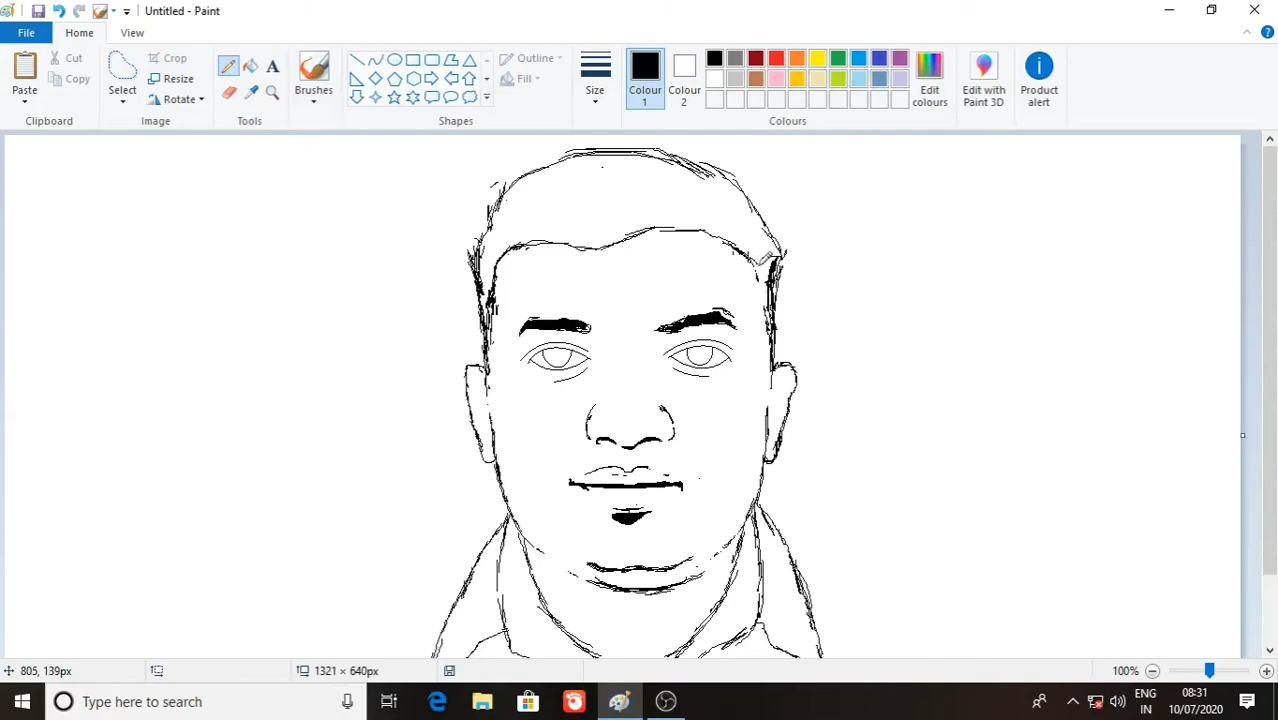 Untitled - Paint
File
Home
View
Paste
Cut
Copy
Clipboard
Select
Crop
Resize
Rotate
Image
A
Tools
Brushes
Outline
Fill
Shapes
Size
Colour 1
Colour 2
Edit colours
Colours
Edit with Paint 3D
Product alert
805, 139px
1321 × 640px
100%
Type here to search
ENG
IN
08:31
10/07/2020